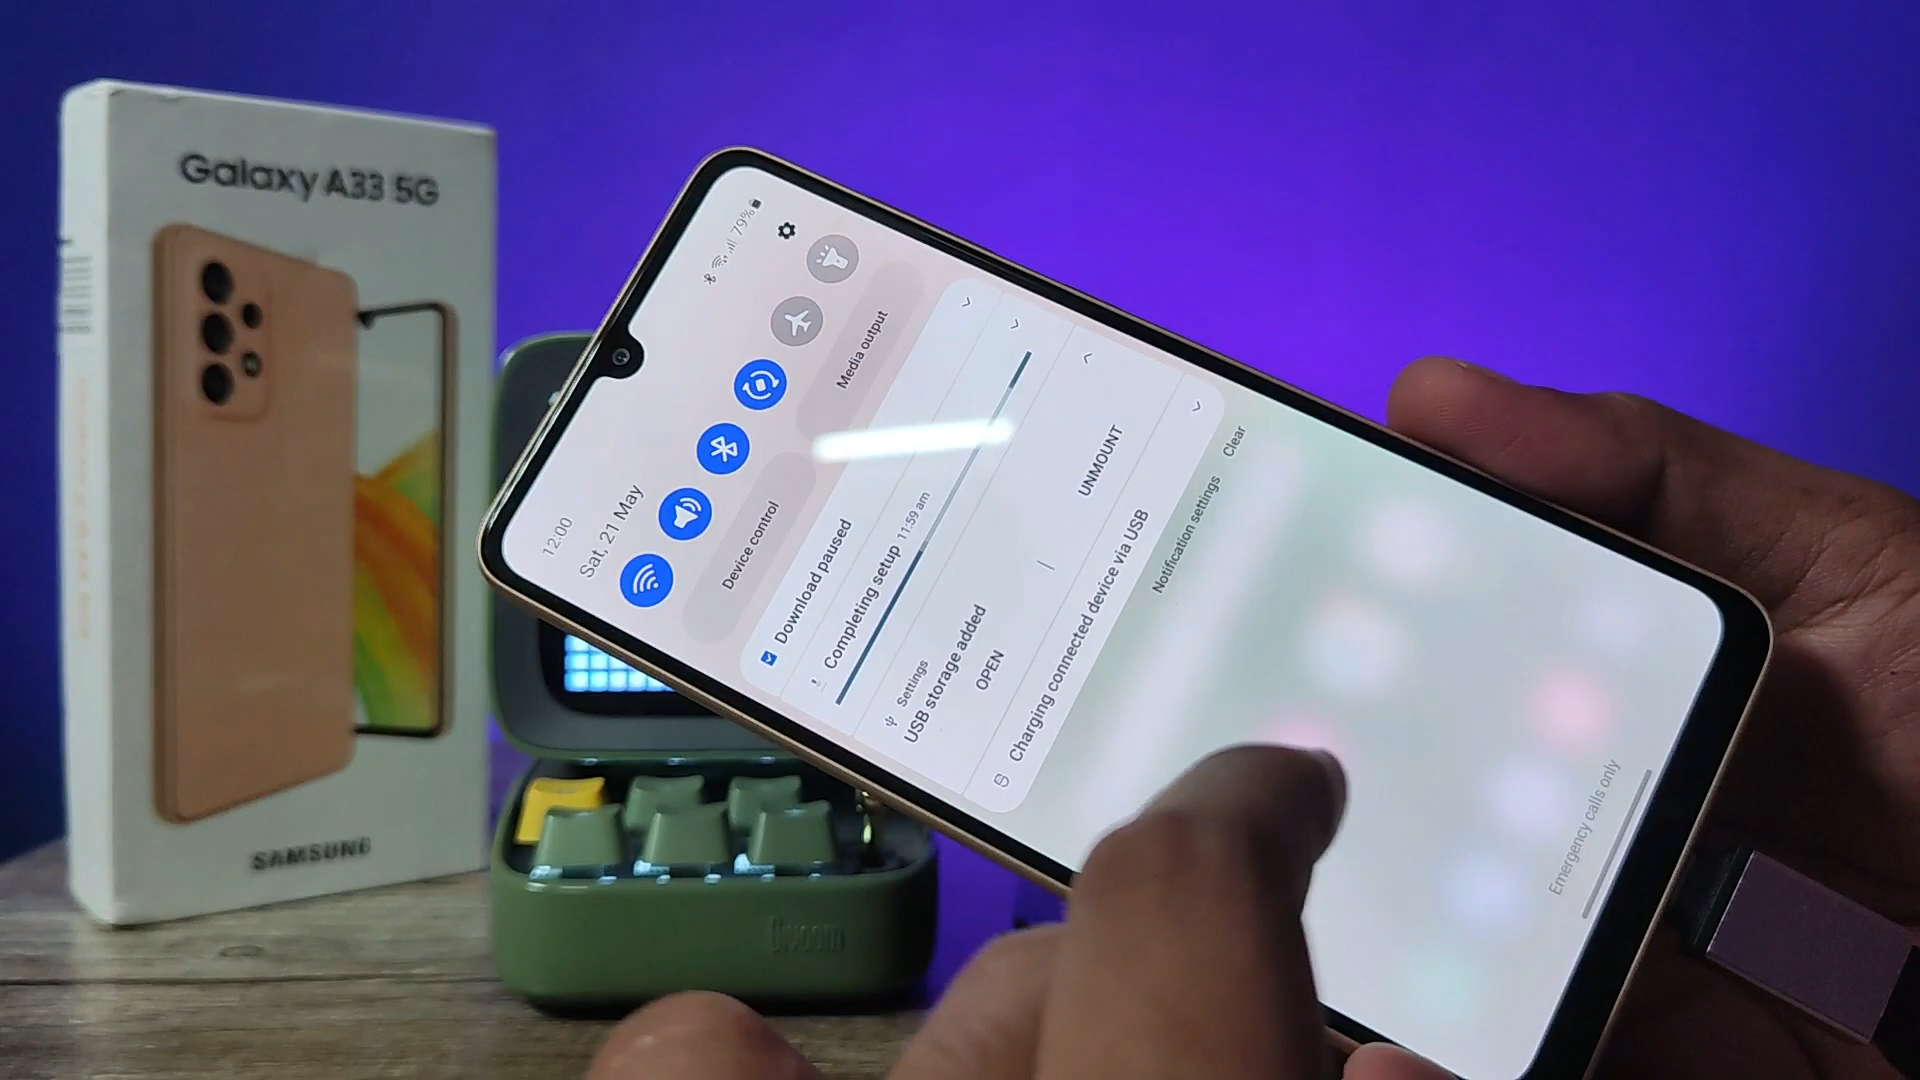 Galaxy A33 5G
SAMSUNG
Divoom
79%
12:00
Sat, 21 May
Device control
Media output
Download paused
Completing setup 11:59 am
Settings
USB storage added
OPEN
UNMOUNT
Charging connected device via USB
Notification settings
Clear
Emergency calls only